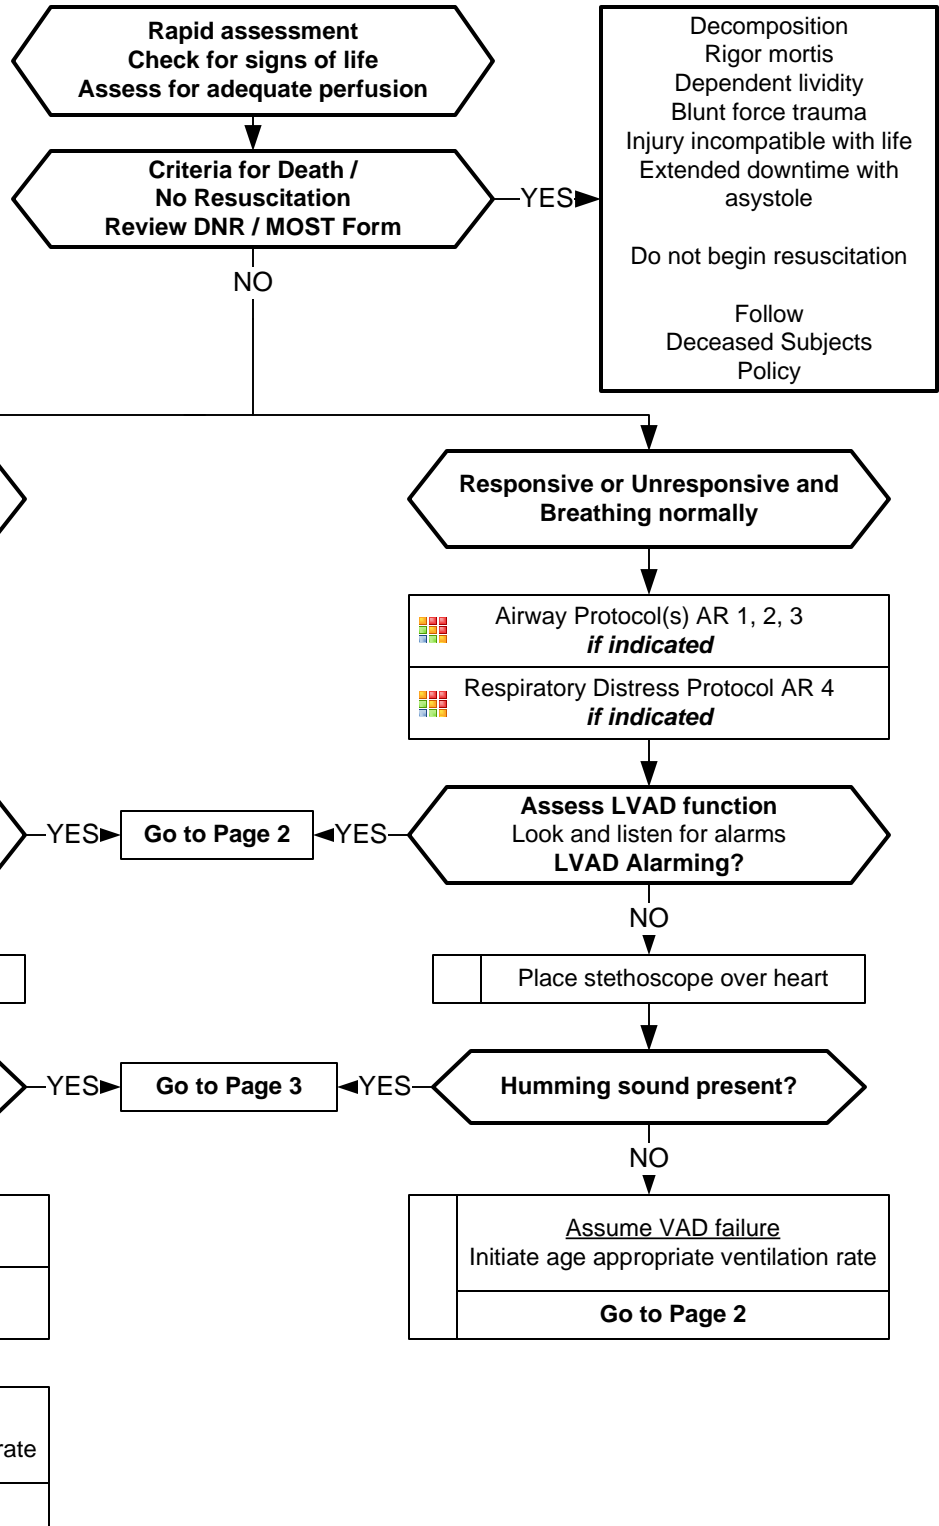 Rapid assessment
Check for signs of life
Assess for adequate perfusion
Decomposition
Rigor mortis
Dependent lividity
Blunt force trauma
Injury incompatible with life
Extended downtime with
asystole
Do not begin resuscitation
Follow
Deceased Subjects
Policy
Criteria for Death /
No Resuscitation
Review DNR / MOST Form
YES
NO
Responsive or Unresponsive and
Breathing normally
Airway Protocol(s) AR 1, 2, 3
if indicated
Respiratory Distress Protocol AR 4
if indicated
Assess LVAD function
Look and listen for alarms
LVAD Alarming?
YES
Go to Page 2
YES
NO
Place stethoscope over heart
YES
Go to Page 3
YES
Humming sound present?
NO
Assume VAD failure
Initiate age appropriate ventilation rate
Go to Page 2
rate